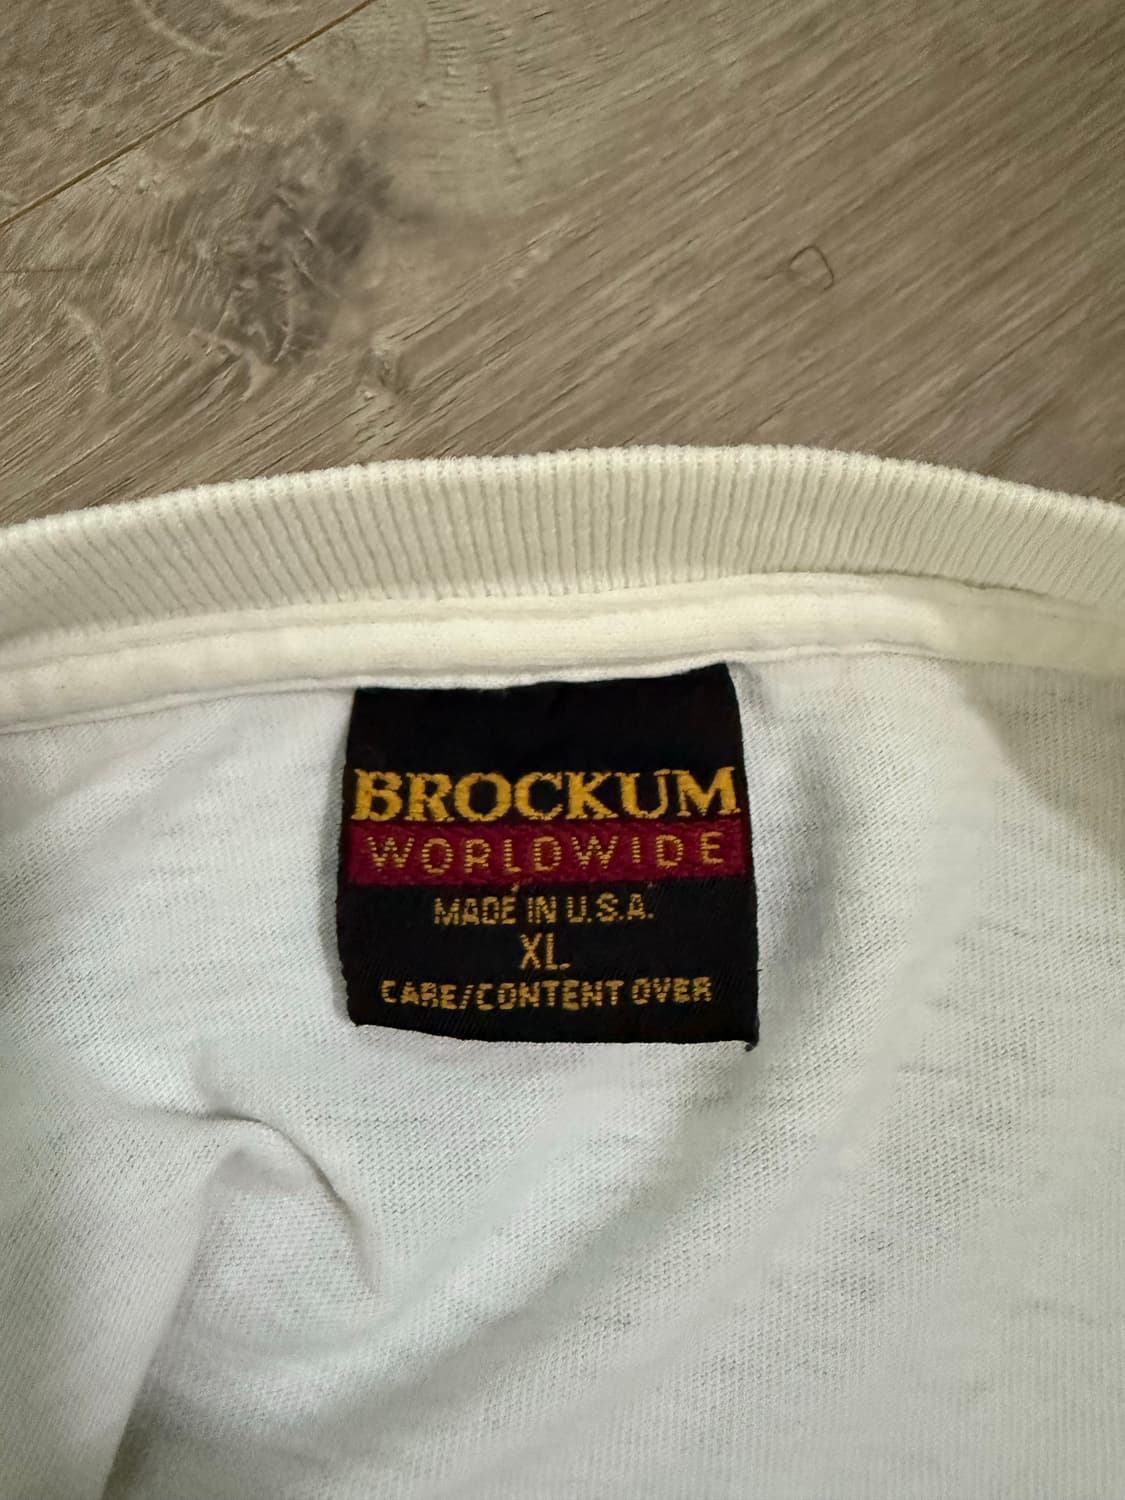 BROCKUM
WORLDWIDE
MADE IN U.S.A.
XL
CARE/CONTENT OVER